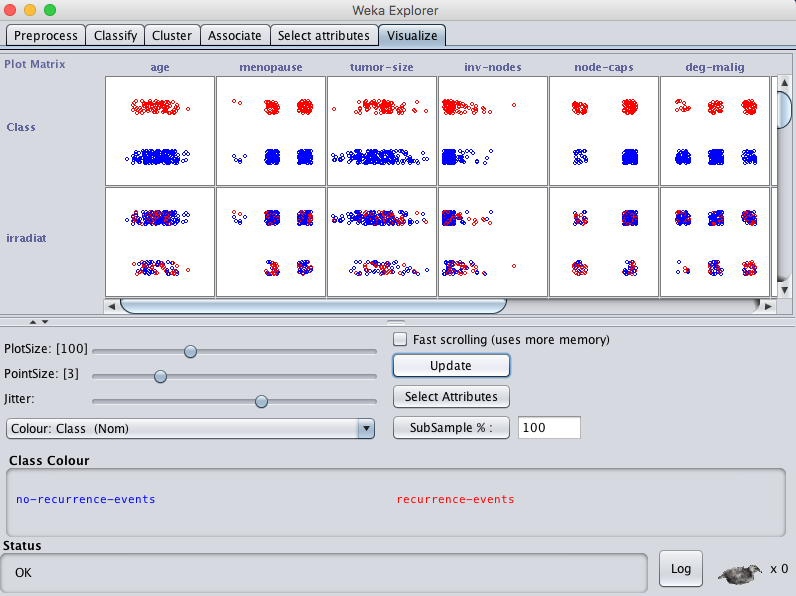 Weka Explorer
Preprocess Classify Cluster Associate Select attributes Visualize
Plot Matrix age menopause tumor-size inv-nodes node-caps deg-malig
Class
irradiat
PlotSize: [100]
PointSize: [3]
Jitter:
Colour: Class (Nom)
Fast scrolling (uses more memory)
Update
Select Attributes
SubSample % : 100
Class Colour
no-recurrence-events recurrence-events
Status
OK
Log x 0